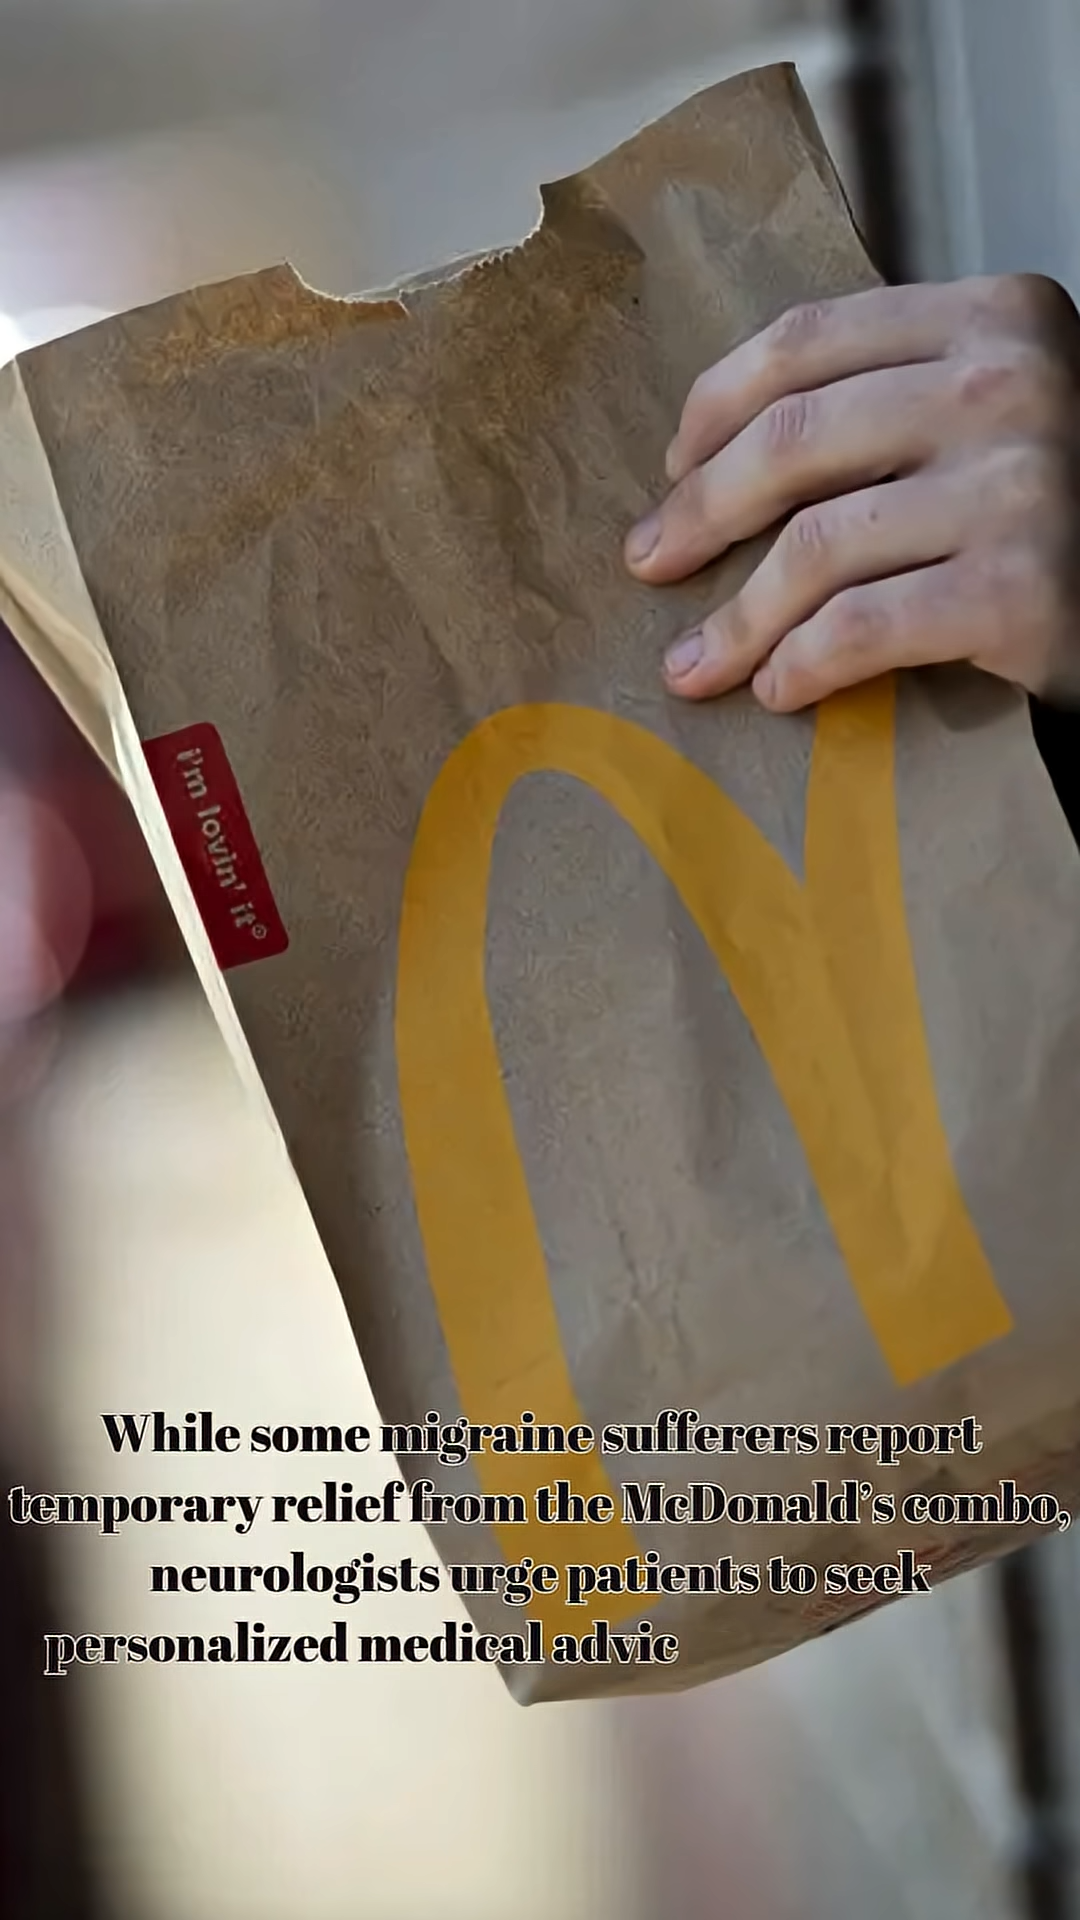 i'm lovin' it®
While some migraine sufferers report
temporary relief from the McDonald's combo,
neurologists urge patients to seek
personalized medical advic